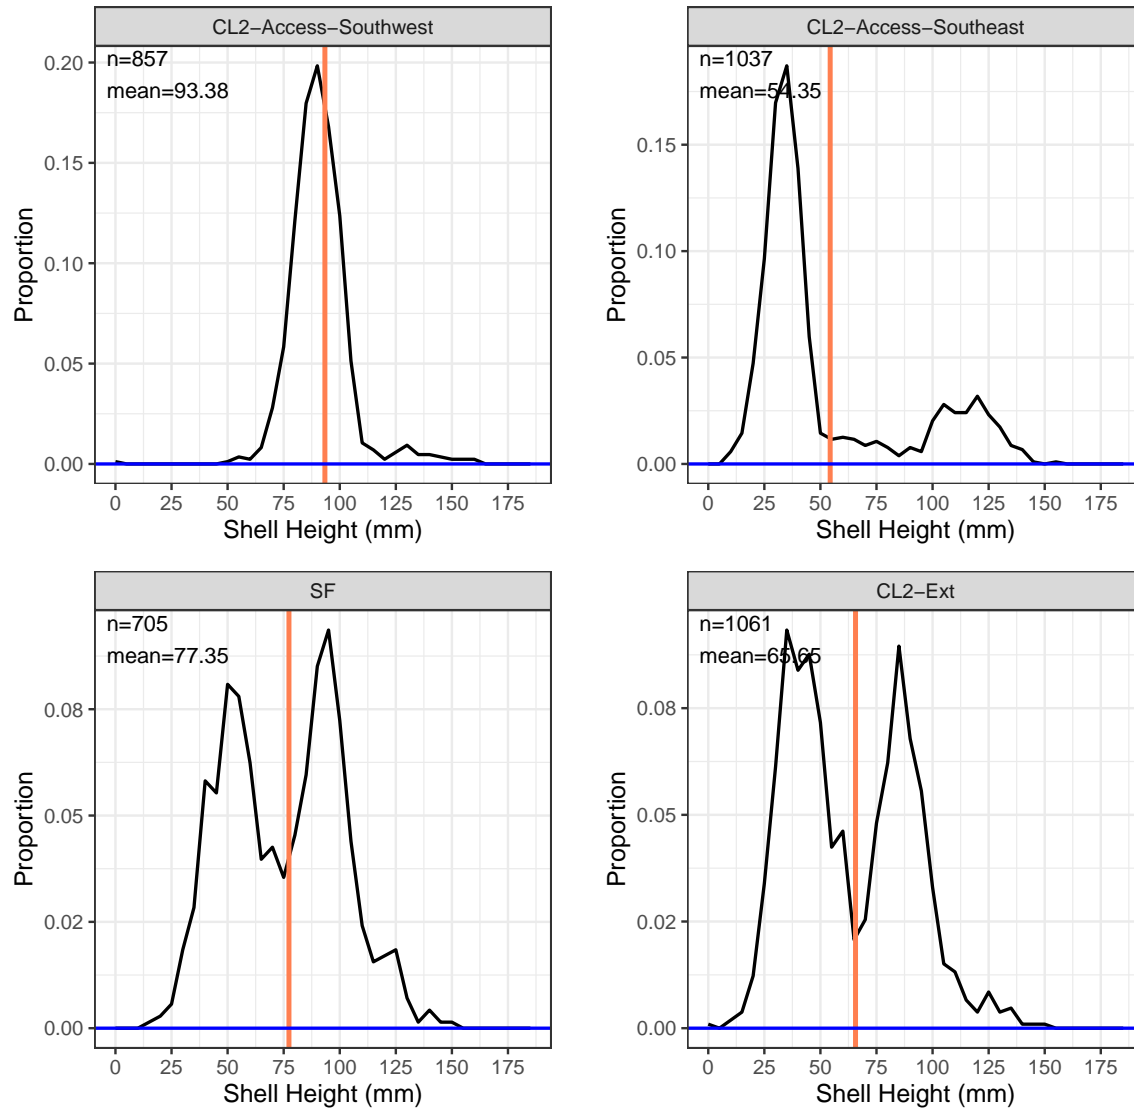 CL2−Access−Southwest
n=857
mean=93.38
0.20
0.15
0.10
0.05
0.00
Proportion
0 25 50 75 100 125 150 175
Shell Height (mm)
CL2−Access−Southeast
n=1037
mean=54.35
0.15
0.10
0.05
0.00
Proportion
0 25 50 75 100 125 150 175
Shell Height (mm)
SF
n=705
mean=77.35
0.08
0.05
0.02
0.00
Proportion
0 25 50 75 100 125 150 175
Shell Height (mm)
CL2−Ext
n=1061
mean=65.65
0.08
0.05
0.02
0.00
Proportion
0 25 50 75 100 125 150 175
Shell Height (mm)